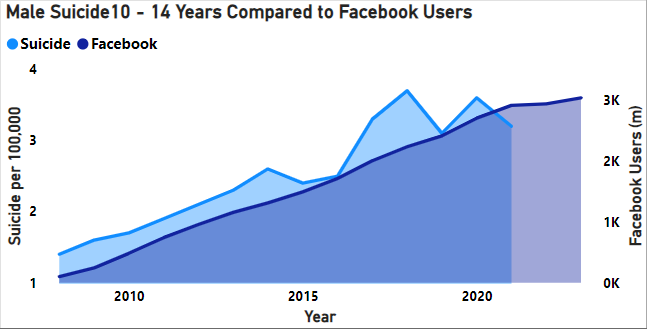 Male Suicide10 - 14 Years Compared to Facebook Users
Suicide Facebook
4
3
2
1
Suicide per 100,000
3K
2K
1K
0K
Facebook Users (m)
2010 2015 2020
Year